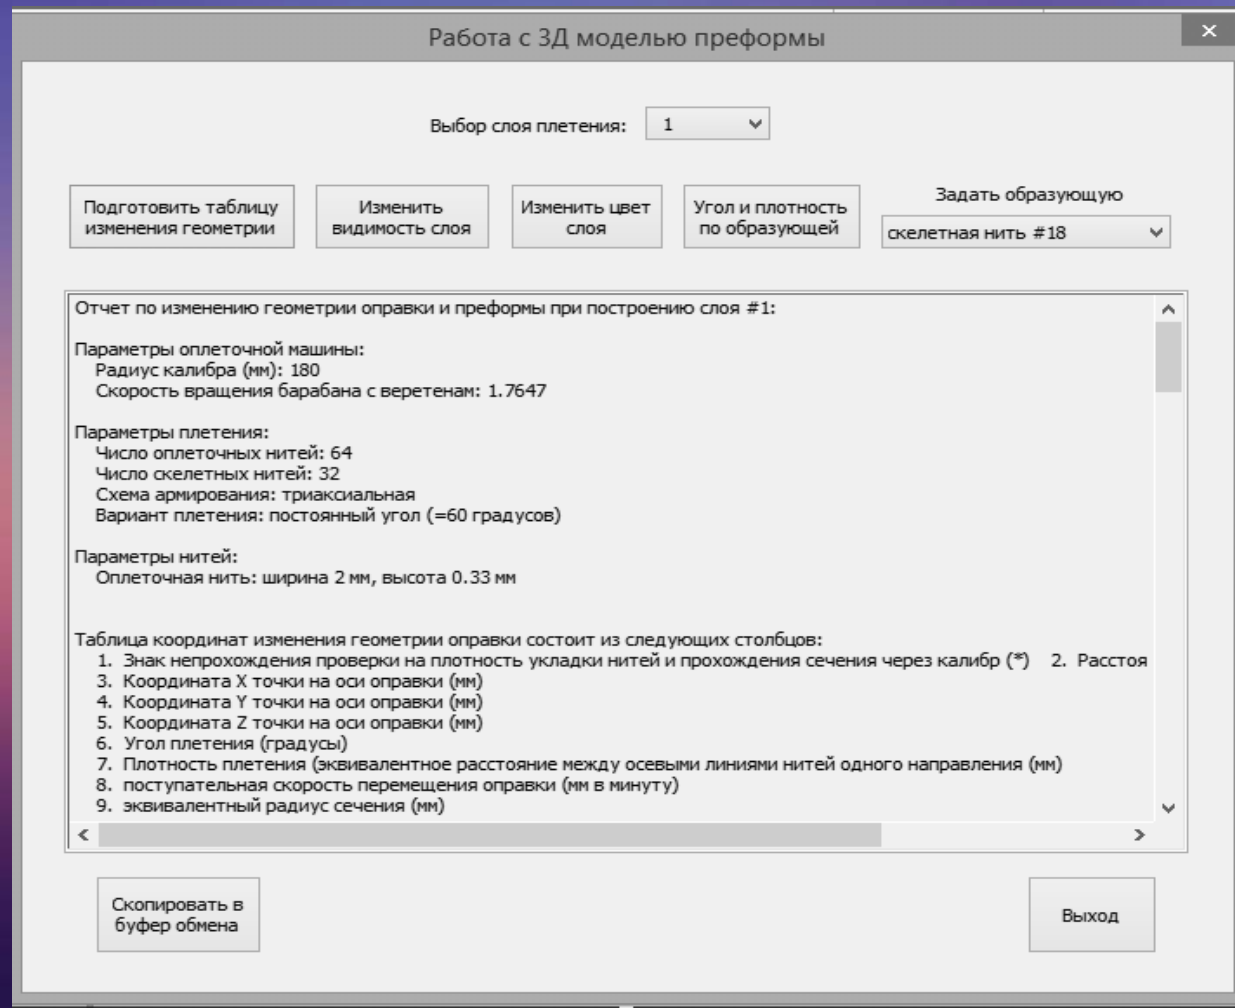 Работа с 3Д моделью преформы
Выбор слоя плетения:
1
Подготовить таблицу
изменения геометрии
Изменить
видимость слоя
Изменить цвет
слоя
Угол и плотность
по образующей
Задать образующую
скелетная нить #18
Отчет по изменению геометрии оправки и преформы при построению слоя #1:
Параметры оплеточной машины:
Радиус калибра (мм): 180
Скорость вращения барабана с веретенам: 1.7647
Параметры плетения:
Число оплеточных нитей: 64
Число скелетных нитей: 32
Схема армирования: триаксиальная
Вариант плетения: постоянный угол (=60 градусов)
Параметры нитей:
Оплеточная нить: ширина 2 мм, высота 0.33 мм
Таблица координат изменения геометрии оправки состоит из следующих столбцов:
1. Знак непрохождения проверки на плотность укладки нитей и прохождения сечения через калибр (*) 2. Расстоя
3. Координата X точки на оси оправки (мм)
4. Координата Y точки на оси оправки (мм)
5. Координата Z точки на оси оправки (мм)
6. Угол плетения (градусы)
7. Плотность плетения (эквивалентное расстояние между осевыми линиями нитей одного направления (мм)
8. поступательная скорость перемещения оправки (мм в минуту)
9. эквивалентный радиус сечения (мм)
Скопировать в
буфер обмена
Выход